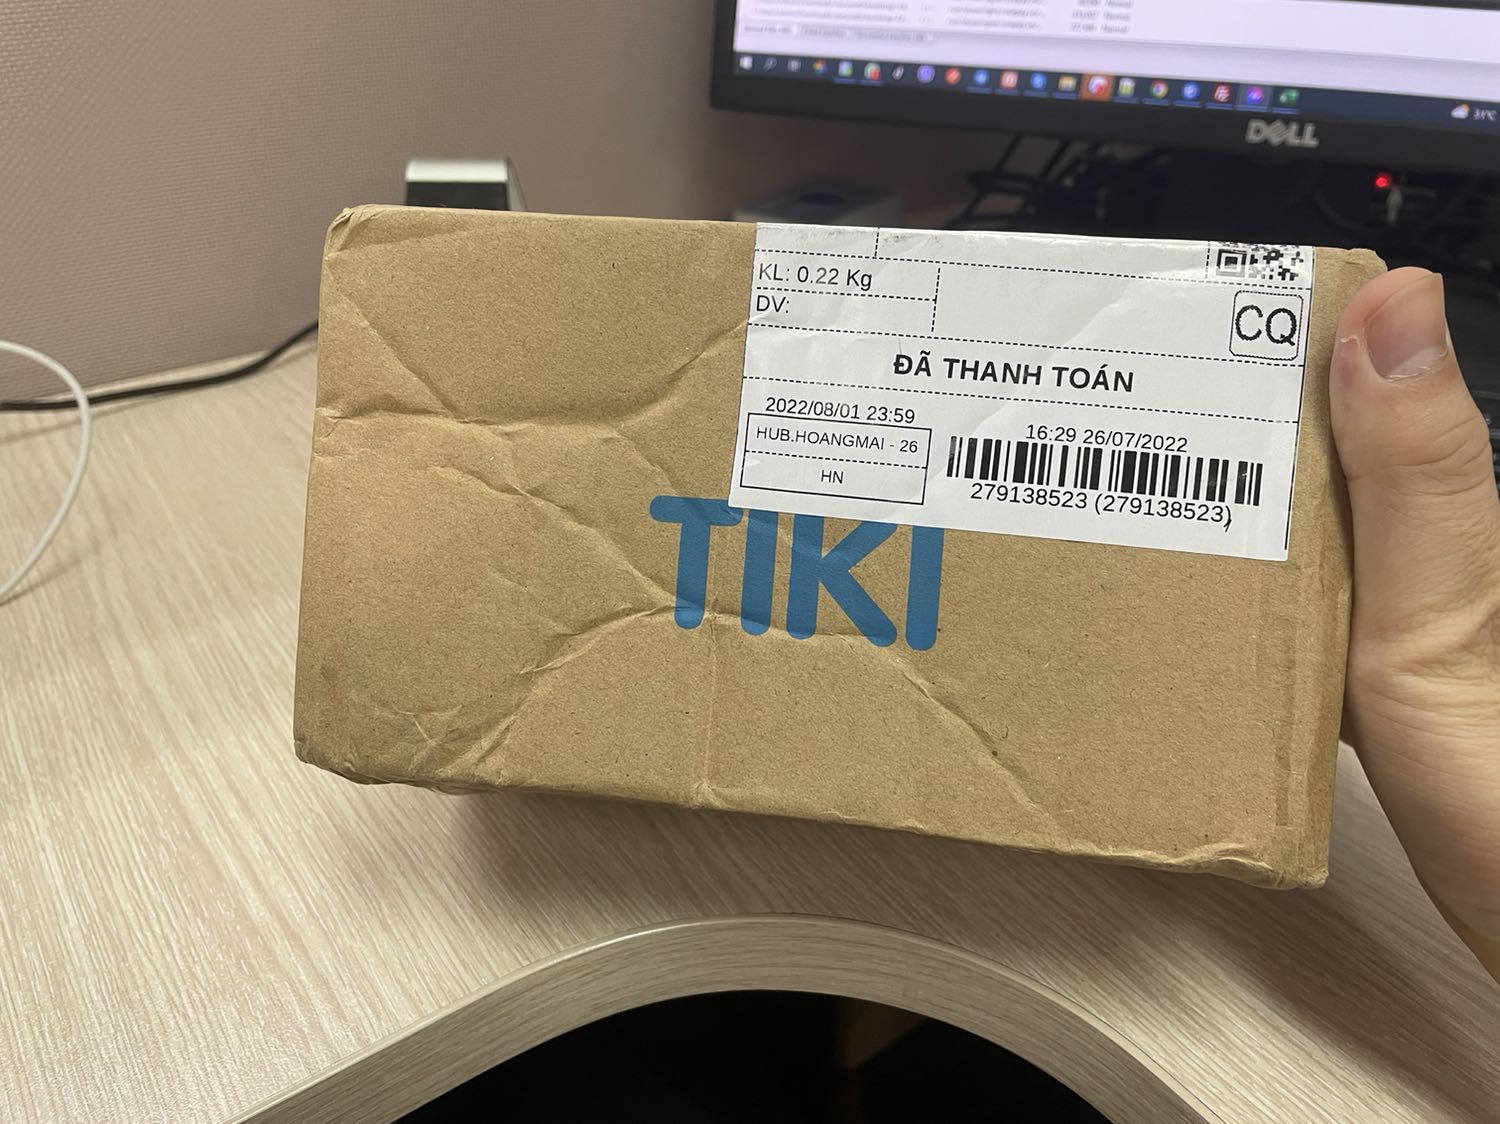 DELL
31°C
KL: 0.22 Kg
DV:
CQ
ĐÃ THANH TOÁN
2022/08/01 23:59
HUB.HOANGMAI - 26
HN
16:29 26/07/2022
279138523 (279138523)
TIKI